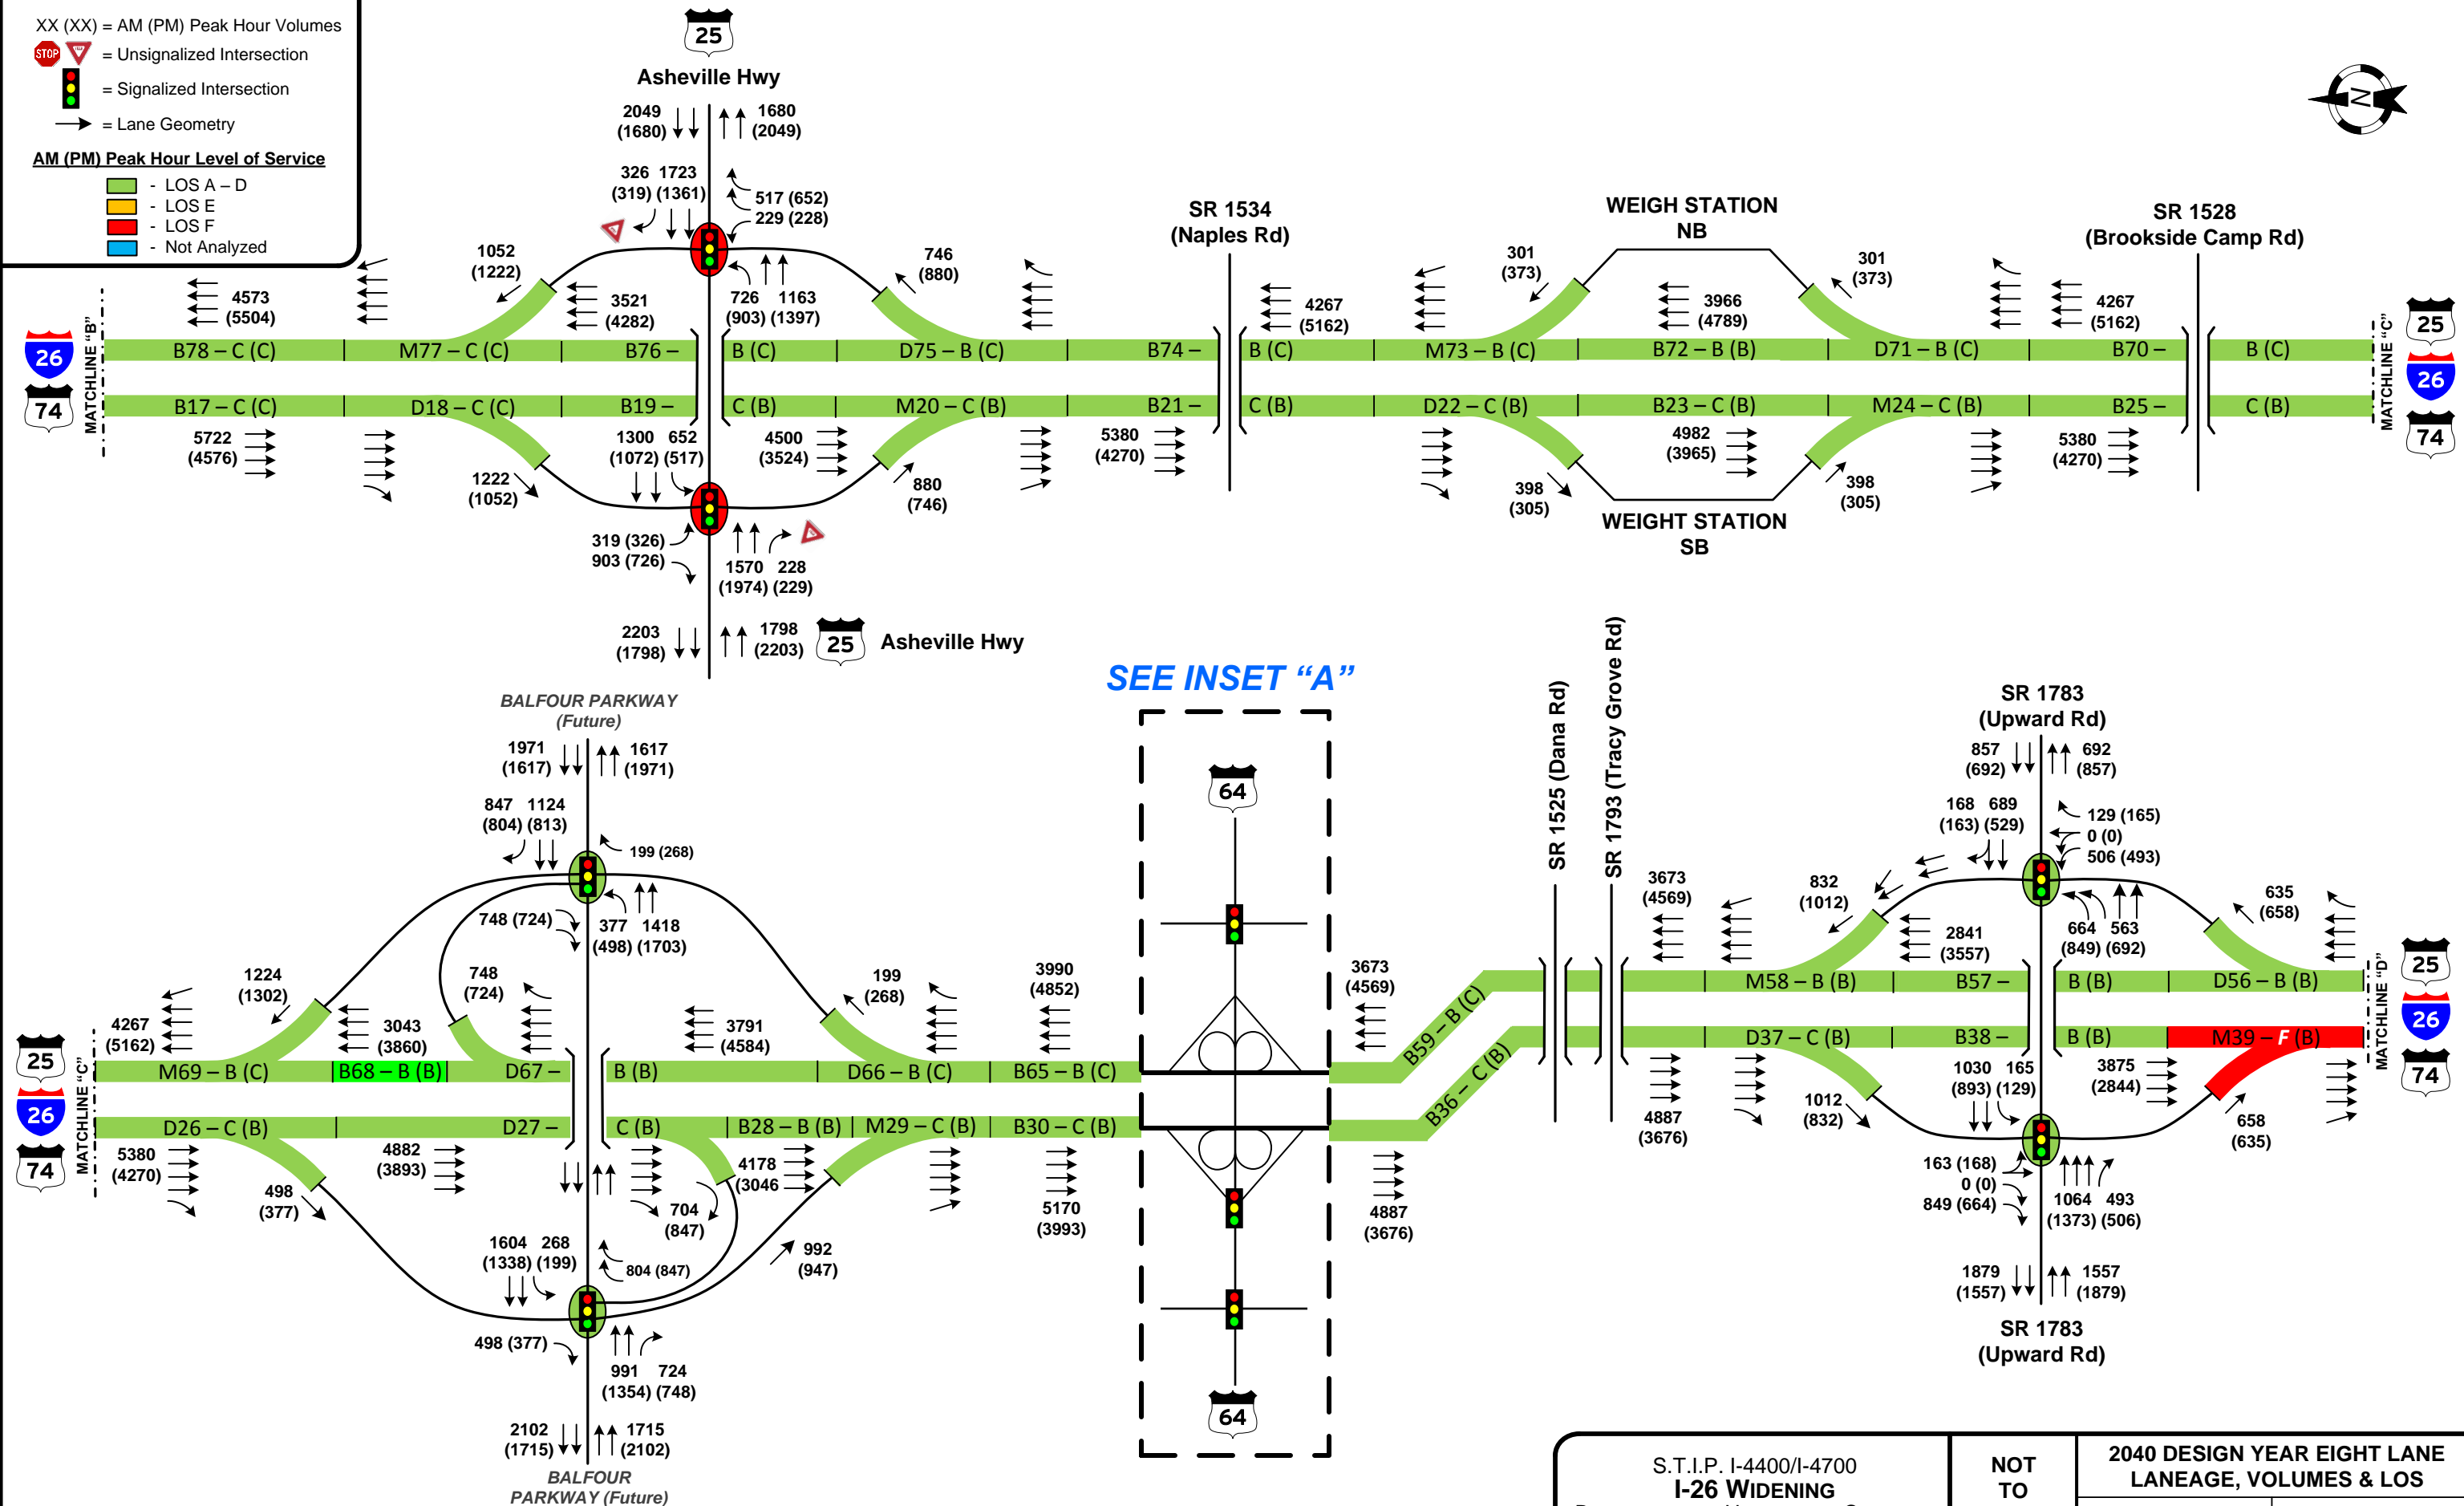 XX (XX) = AM (PM) Peak Hour Volumes
STOP = Unsignalized Intersection
= Signalized Intersection
= Lane Geometry
AM (PM) Peak Hour Level of Service
- LOS A – D
- LOS E
- LOS F
- Not Analyzed
25
Asheville Hwy
2049
(1680)
1680
(2049)
326 1723
(319) (1361)
517 (652)
229 (228)
1052
(1222)
726 1163
(903) (1397)
746
(880)
4573
(5504)
3521
(4282)
SR 1534
(Naples Rd)
4267
(5162)
WEIGH STATION
NB
301
(373)
301
(373)
3966
(4789)
SR 1528
(Brookside Camp Rd)
4267
(5162)
N
26
74
MATCHLINE "B"
B78 – C (C)
M77 – C (C)
B76 –
B (C)
D75 – B (C)
B74 –
B (C)
M73 – B (C)
B72 – B (B)
D71 – B (C)
B70 –
B (C)
B17 – C (C)
D18 – C (C)
B19 –
C (B)
M20 – C (B)
B21 –
C (B)
D22 – C (B)
B23 – C (B)
M24 – C (B)
B25 –
C (B)
MATCHLINE "C"
25
26
74
5722
(4576)
1222
(1052)
1300 652
(1072) (517)
4500
(3524)
880
(746)
5380
(4270)
398
(305)
4982
(3965)
398
(305)
5380
(4270)
WEIGHT STATION
SB
319 (326)
903 (726)
1570 228
(1974) (229)
2203
(1798)
1798
(2203)
25
Asheville Hwy
BALFOUR PARKWAY
(Future)
1971
(1617)
1617
(1971)
847 1124
(804) (813)
199 (268)
748 (724)
377 1418
(498) (1703)
1224
(1302)
748
(724)
199
(268)
4267
(5162)
3043
(3860)
3791
(4584)
3990
(4852)
25
26
74
MATCHLINE "C"
M69 – B (C)
B68 – B (B)
D67 –
B (B)
D66 – B (C)
B65 – B (C)
D26 – C (B)
D27 –
C (B)
B28 – B (B)
M29 – C (B)
B30 – C (B)
5380
(4270)
498
(377)
4882
(3893)
4178
(3046
704
(847)
5170
(3993)
1604 268
(1338) (199)
804 (847)
992
(947)
498 (377)
991 724
(1354) (748)
2102
(1715)
1715
(2102)
BALFOUR
PARKWAY (Future)
SEE INSET “A”
64
64
3673
(4569)
B59 – B (C)
B36 – C (B)
4887
(3676)
SR 1525 (Dana Rd)
SR 1793 (Tracy Grove Rd)
SR 1783
(Upward Rd)
857
(692)
692
(857)
168 689
(163) (529)
129 (165)
0 (0)
506 (493)
3673
(4569)
832
(1012)
2841
(3557)
664 563
(849) (692)
635
(658)
M58 – B (B)
B57 –
B (B)
D56 – B (B)
D37 – C (B)
B38 –
B (B)
M39 – F (B)
MATCHLINE "D"
25
26
74
4887
(3676)
1012
(832)
1030 165
(893) (129)
3875
(2844)
658
(635)
163 (168)
0 (0)
849 (664)
1064 493
(1373) (506)
1879
(1557)
1557
(1879)
SR 1783
(Upward Rd)
S.T.I.P. I-4400/I-4700
I-26 WIDENING
NOT
TO
2040 DESIGN YEAR EIGHT LANE
LANEAGE, VOLUMES & LOS